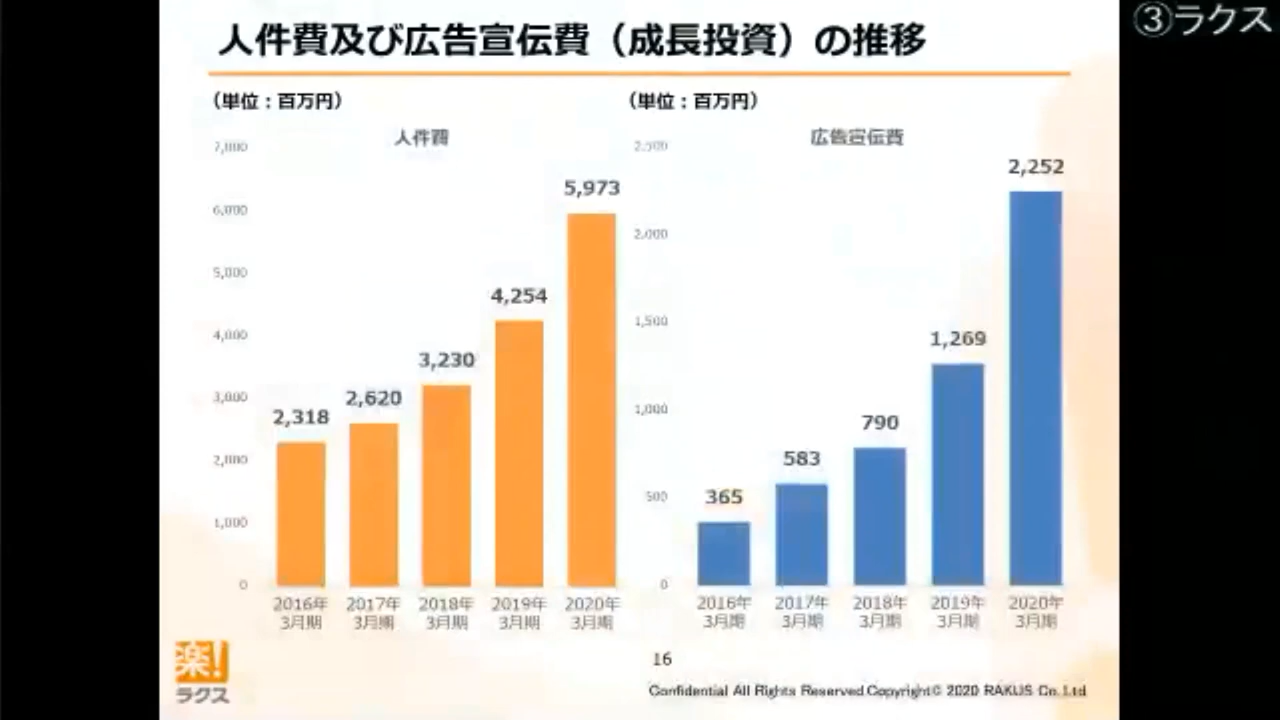 ③ラクス
人件費及び広告宣伝費（成長投資）の推移
（単位：百万円）
人件費
7,000
6,000
5,000
4,000
3,000
2,000
1,000
0
2,318
2,620
3,230
4,254
5,973
2016年
3月期
2017年
3月期
2018年
3月期
2019年
3月期
2020年
3月期
（単位：百万円）
広告宣伝費
2,500
2,000
1,500
1,000
500
0
365
583
790
1,269
2,252
2016年
3月期
2017年
3月期
2018年
3月期
2019年
3月期
2020年
3月期
楽!
ラクス
16
Confidential All Rights Reserved.Copyright© 2020 RAKUS Co.,Ltd